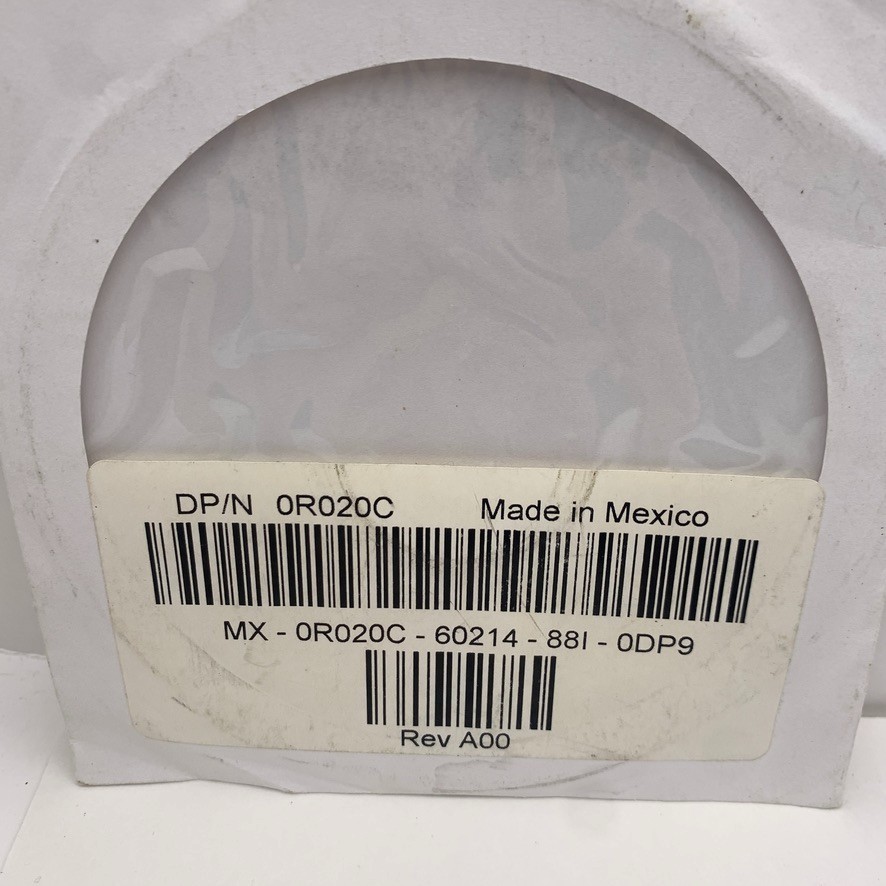 DP/N 0R020C Made in Mexico
MX - 0R020C - 60214 - 88I - 0DP9
Rev A00